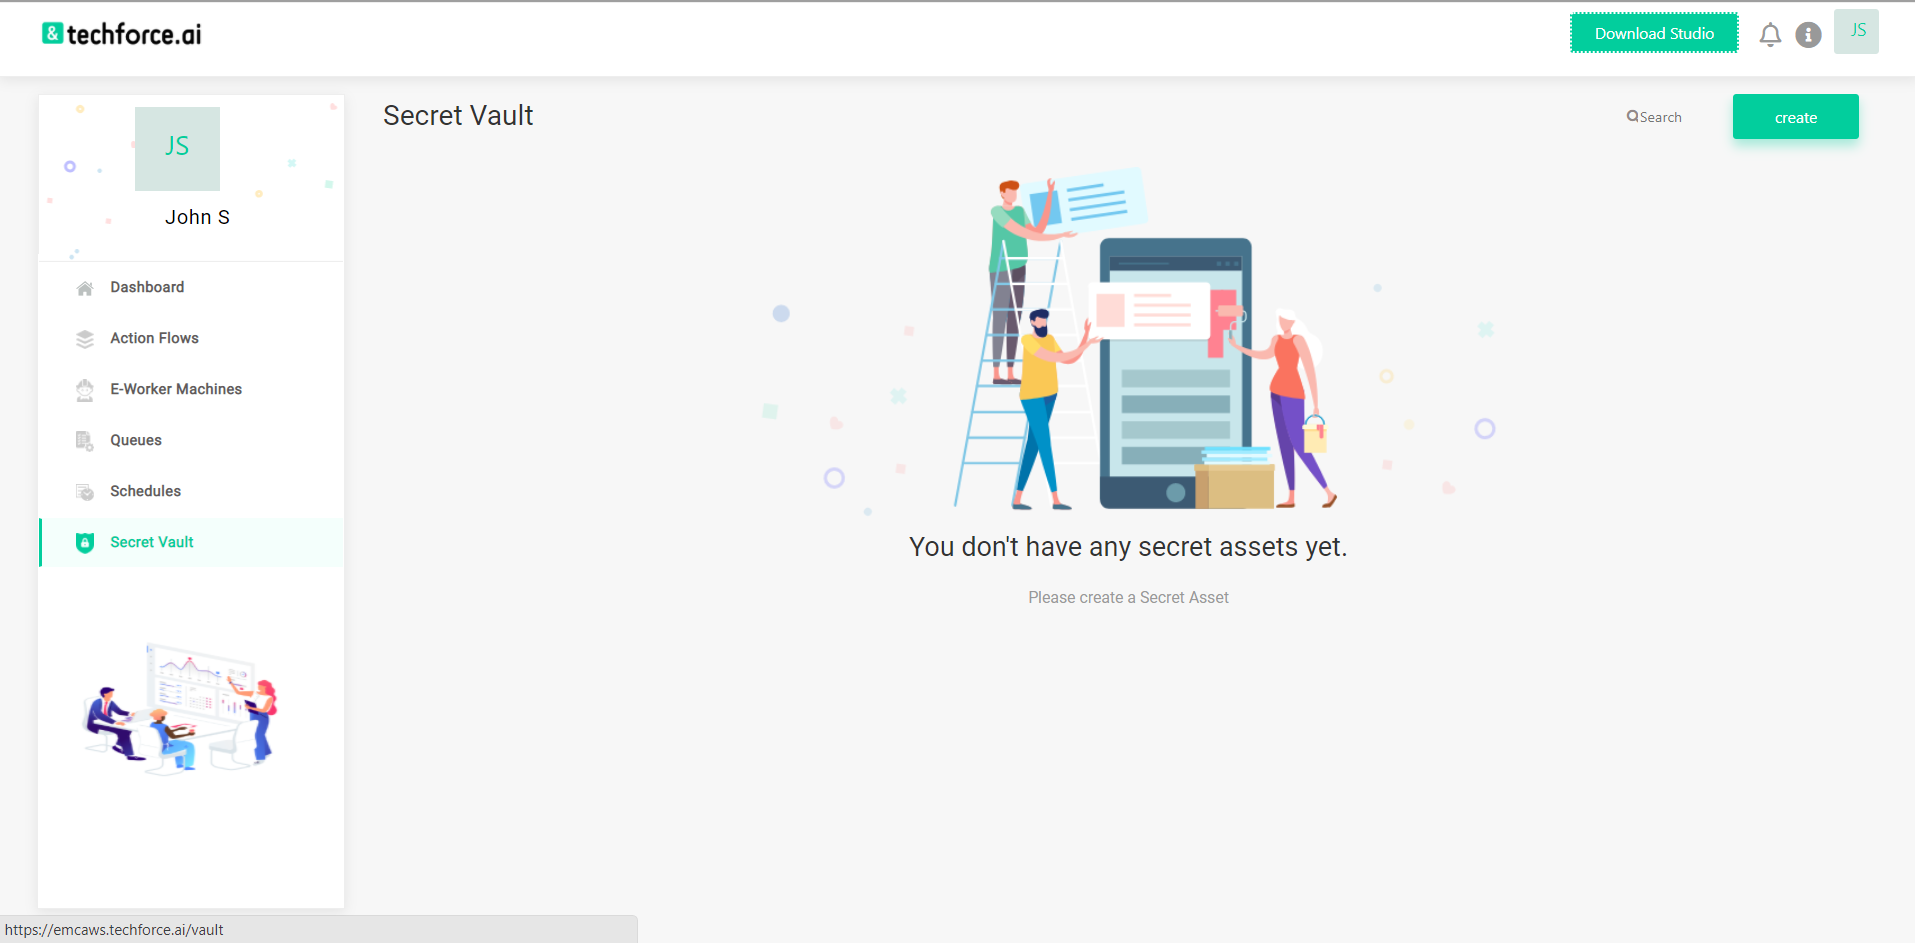 & techforce.ai
Download Studio
JS
JS
John S
Dashboard
Action Flows
E-Worker Machines
Queues
Schedules
Secret Vault
Secret Vault
Search
create
You don't have any secret assets yet.
Please create a Secret Asset
https://emcaws.techforce.ai/vault